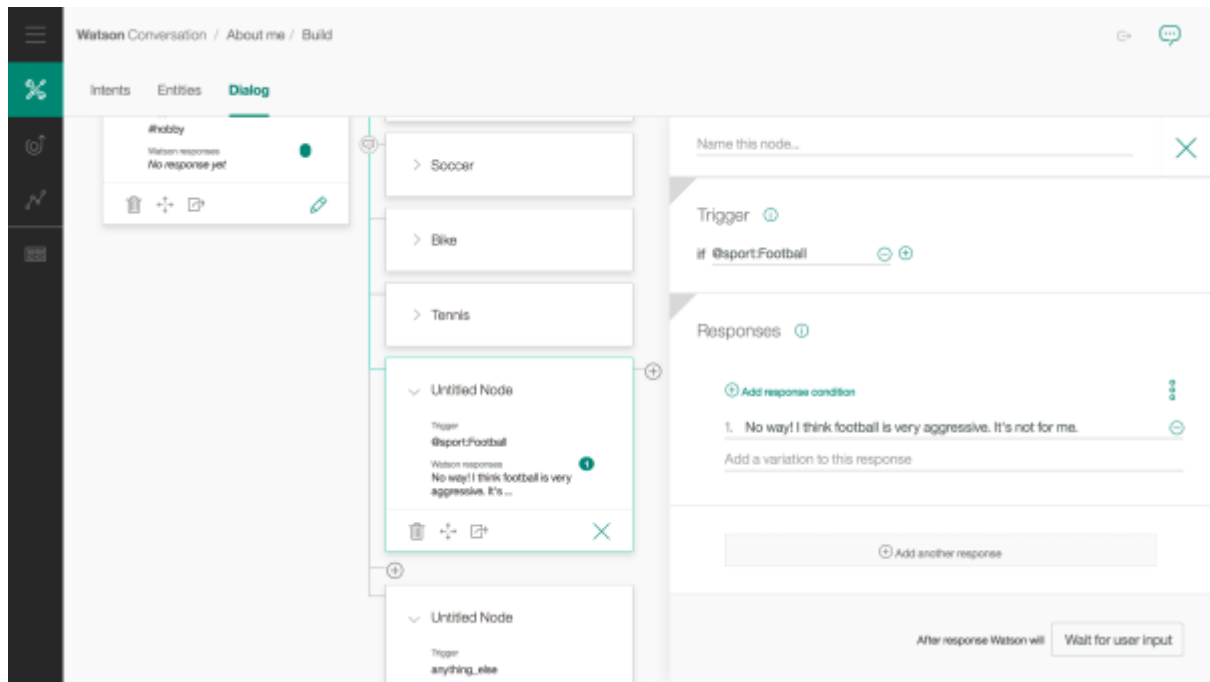 Watson Conversation / About me / Build
Intents Entities Dialog
#hobby
Watson responses
No response yet
Soccer
Bike
Tennis
Untitled Node
Trigger
@sport:Football
Watson responses
1
No way! I think football is very
aggressive. It's ...
Untitled Node
Trigger
anything_else
Name this node...
Trigger
if @sport:Football
Responses
Add response condition
1. No way! I think football is very aggressive. It's not for me.
Add a variation to this response
Add another response
After response Watson will Wait for user input